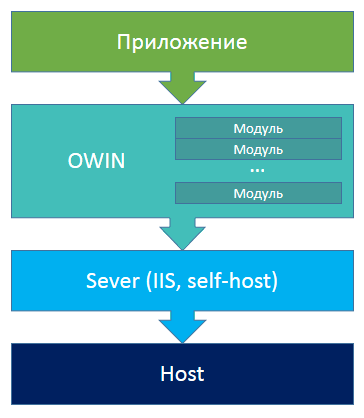 Приложение
OWIN
Модуль
Модуль
...
Модуль
Sever (IIS, self-host)
Host